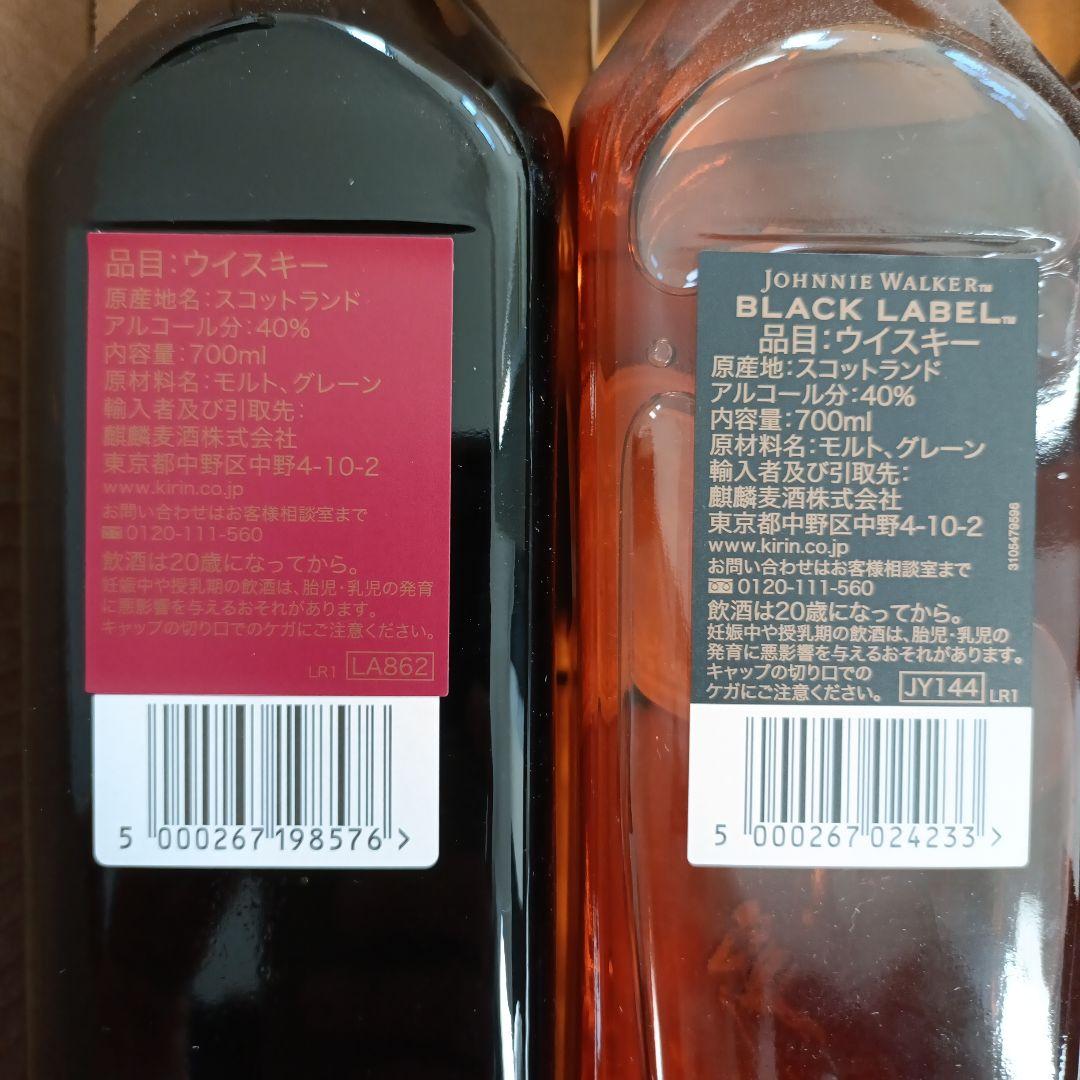 品目:ウイスキー
原産地名:スコットランド
アルコール分:40%
内容量:700ml
原材料名:モルト、グレーン
輸入者及び引取先:
麒麟麦酒株式会社
東京都中野区中野4-10-2
www.kirin.co.jp
お問い合わせはお客様相談室まで
0120-111-560
飲酒は20歳になってから。
妊娠中や授乳期の飲酒は、胎児・乳児の発育
に悪影響を与えるおそれがあります。
キャップの切り口でのケガにご注意ください。
LR1 LA862
5 000267 198576 >
JOHNNIE WALKER™
BLACK LABEL™
品目:ウイスキー
原産地:スコットランド
アルコール分:40%
内容量:700ml
原材料名:モルト、グレーン
輸入者及び引取先:
麒麟麦酒株式会社
東京都中野区中野4-10-2
www.kirin.co.jp
お問い合わせはお客様相談室まで
0120-111-560
飲酒は20歳になってから。
妊娠中や授乳期の飲酒は、胎児・乳児の
発育に悪影響を与えるおそれがあります。
キャップの切り口での
ケガにご注意ください。 JY144 LR1
3105479595
5 000267 024233 >